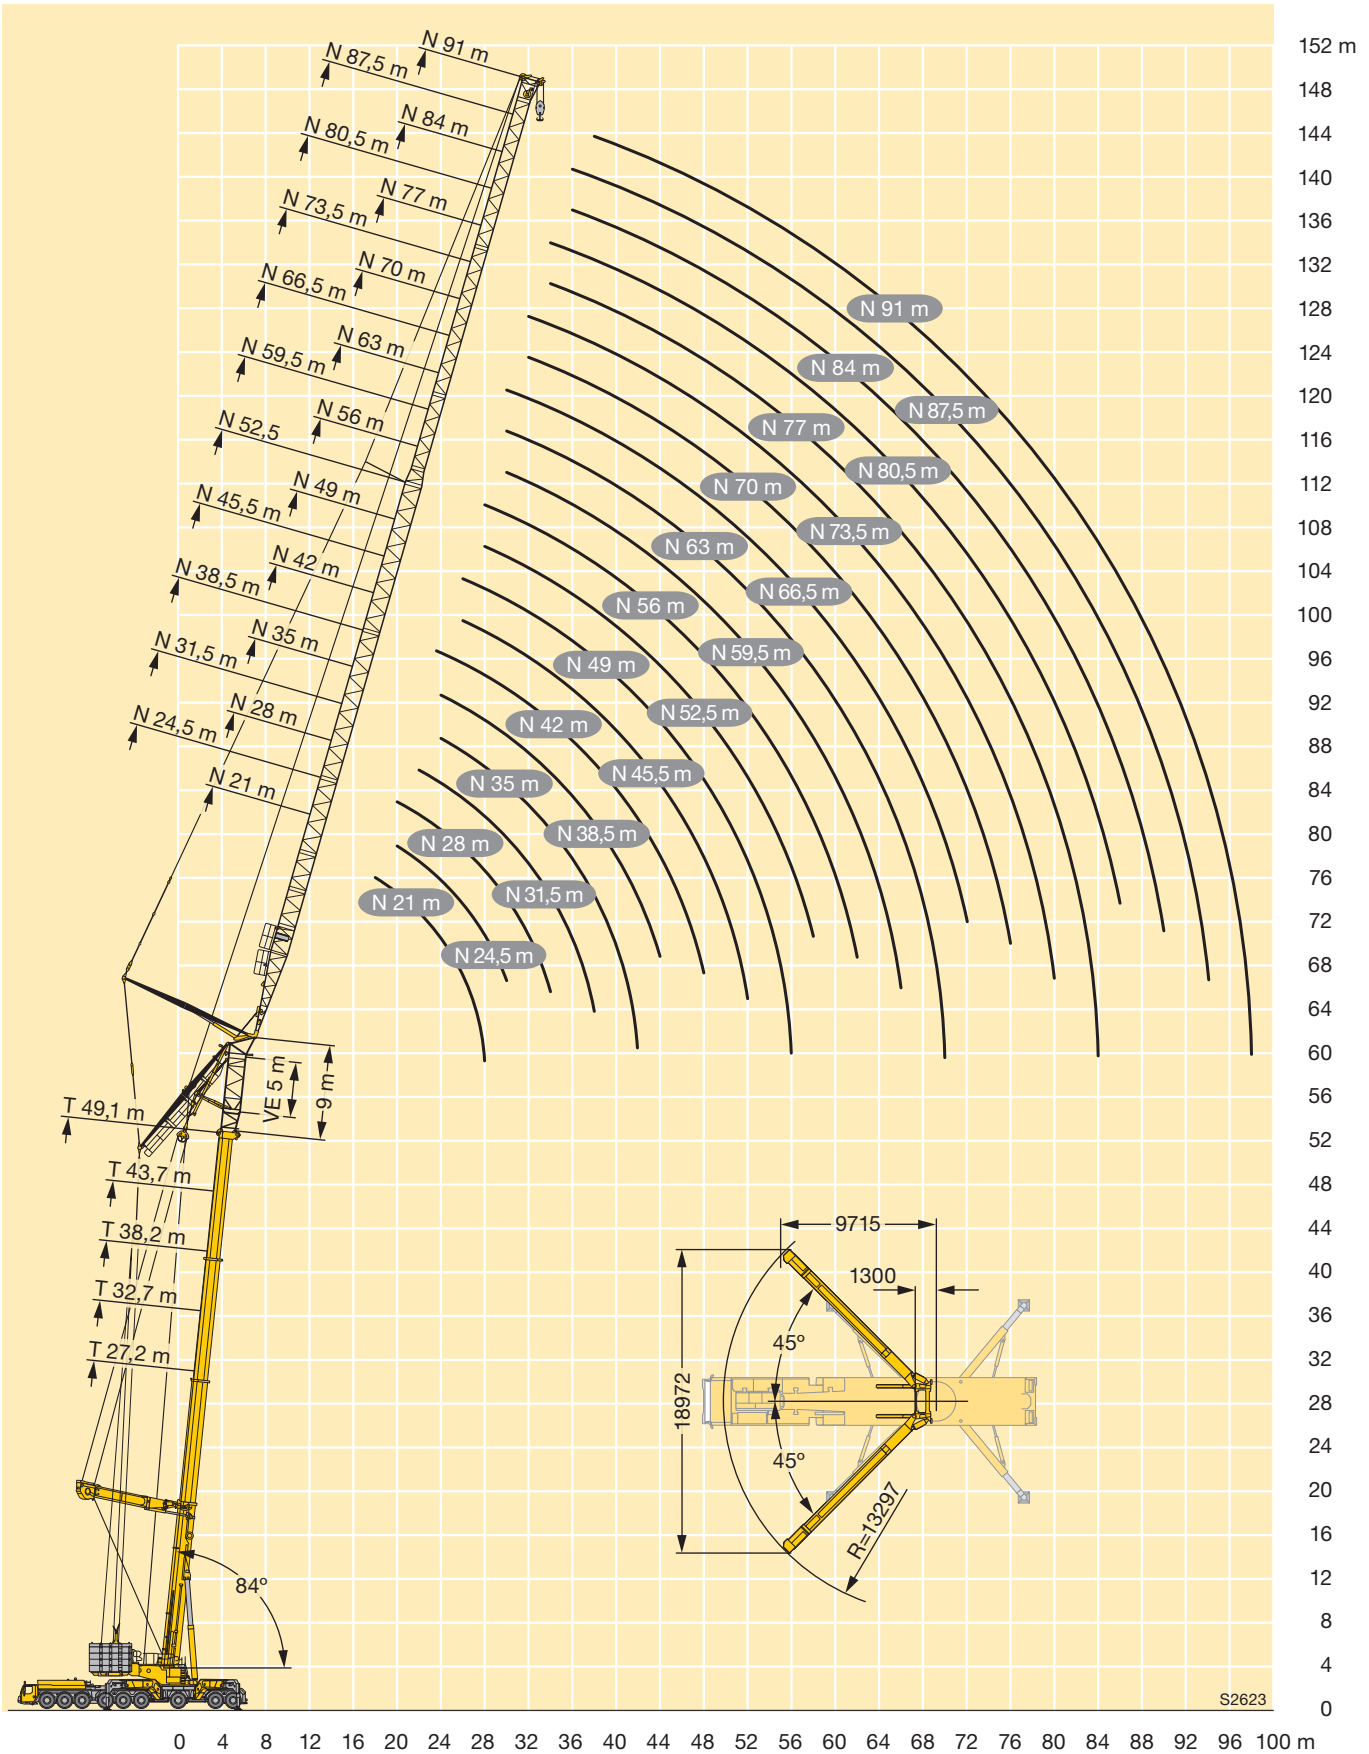 N 91 m
152 m
N 87,5 m
148
N 84 m
144
N 80,5 m
140
N 77 m
136
N 73,5 m
132
N 70 m
128
N 66,5 m
N 91 m
124
N 63 m
N 59,5 m
N 84 m
120
N 56 m
N 87,5 m
N 52,5
N 77 m
116
N 80,5 m
112
N 49 m
N 70 m
N 45,5 m
108
N 73,5 m
N 63 m
104
N 42 m
N 38,5 m
N 66,5 m
100
N 56 m
N 35 m
N 31,5 m
N 59,5 m
96
N 49 m
92
N 28 m
N 24,5 m
N 52,5 m
N 42 m
88
N 45,5 m
N 21 m
N 35 m
84
N 38,5 m
80
N 28 m
76
N 31,5 m
N 21 m
72
N 24,5 m
68
64
60
VE 5 m
9 m
56
T 49,1 m
52
T 43,7 m
48
9715
44
T 38,2 m
1300
40
T 32,7 m
36
45º
T 27,2 m
32
18972
28
45º
24
20
R=13297
16
84º
12
8
4
S2623
0
0 4 8 12 16 20 24 28 32 36 40 44 48 52 56 60 64 68 72 76 80 84 88 92 96 100 m